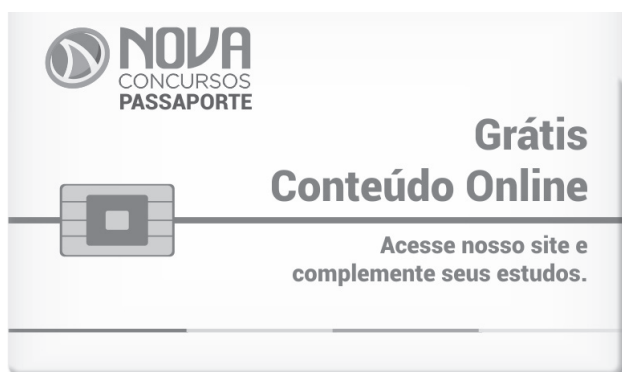 NOVA
CONCURSOS
PASSAPORTE
Grátis
Conteúdo Online
Acesse nosso site e
complemente seus estudos.